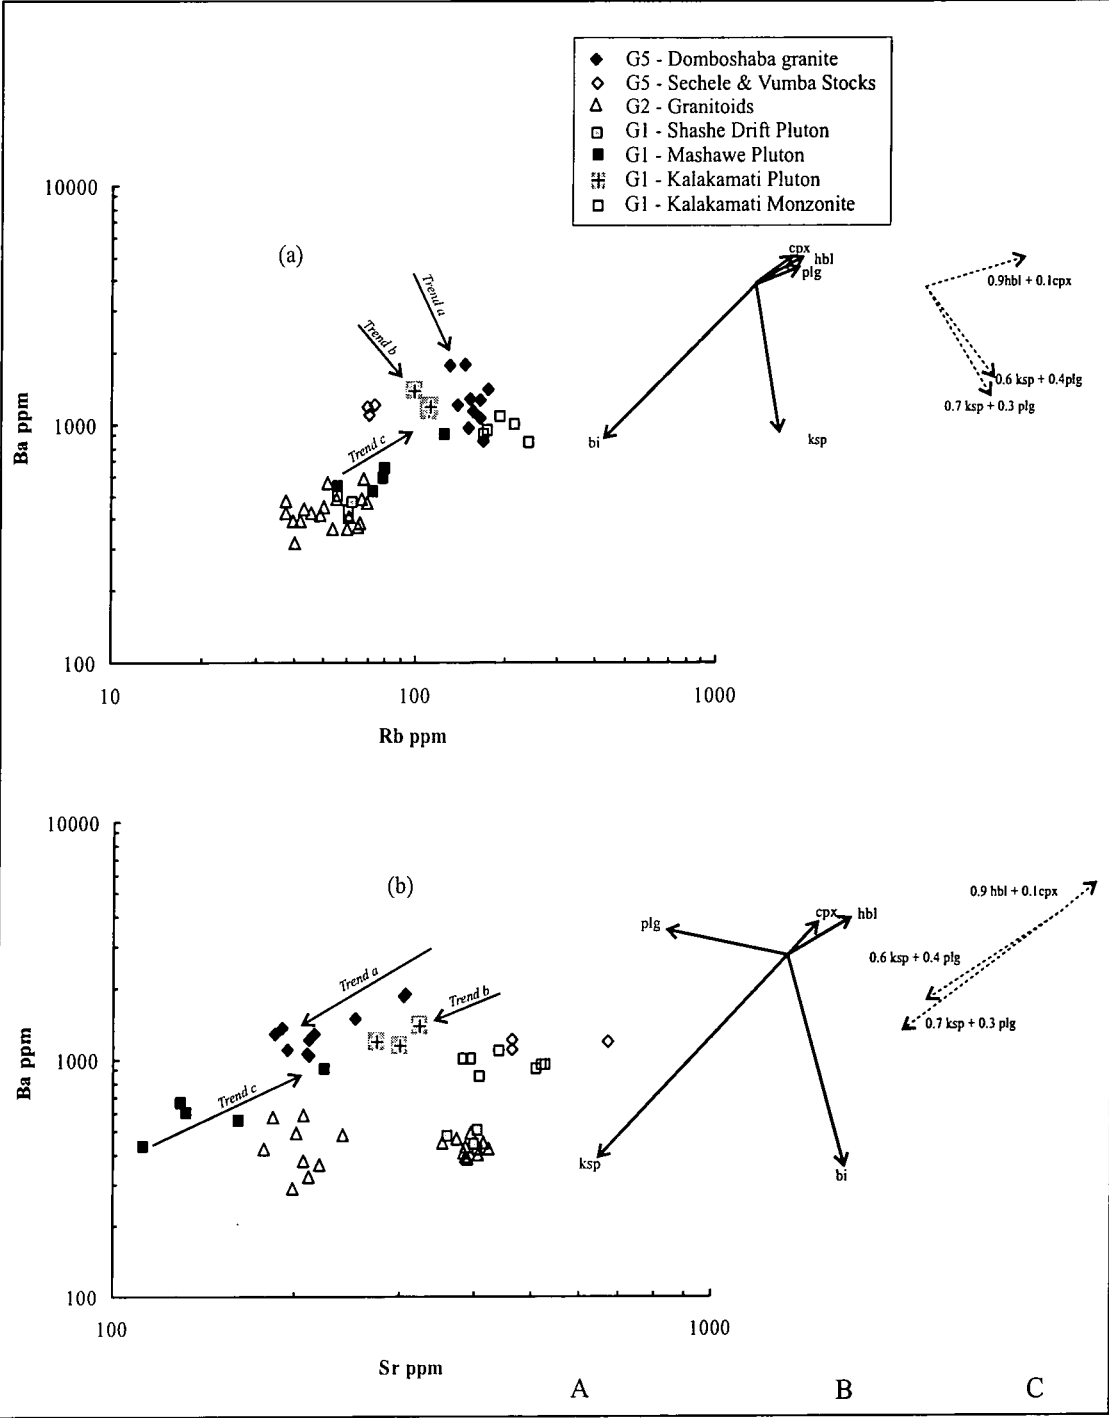 G5 - Domboshaba granite
G5 - Sechele & Vumba Stocks
G2 - Granitoids
G1 - Shashe Drift Pluton
G1 - Mashawe Pluton
G1 - Kalakamati Pluton
G1 - Kalakamati Monzonite
10000
(a)
cpx
hbl
plg
0.9hbl + 0.1cpx
Trend a
Trend b
0.6 ksp + 0.4plg
0.7 ksp + 0.3 plg
1000
Ba ppm
Trend c
bi
ksp
100
10
100
1000
Rb ppm
10000
(b)
0.9 hbl + 0.1cpx
cpx
hbl
plg
0.6 ksp + 0.4 plg
Trend a
Trend b
0.7 ksp + 0.3 plg
1000
Ba ppm
Trend c
ksp
bi
100
100
1000
Sr ppm
A
B
C